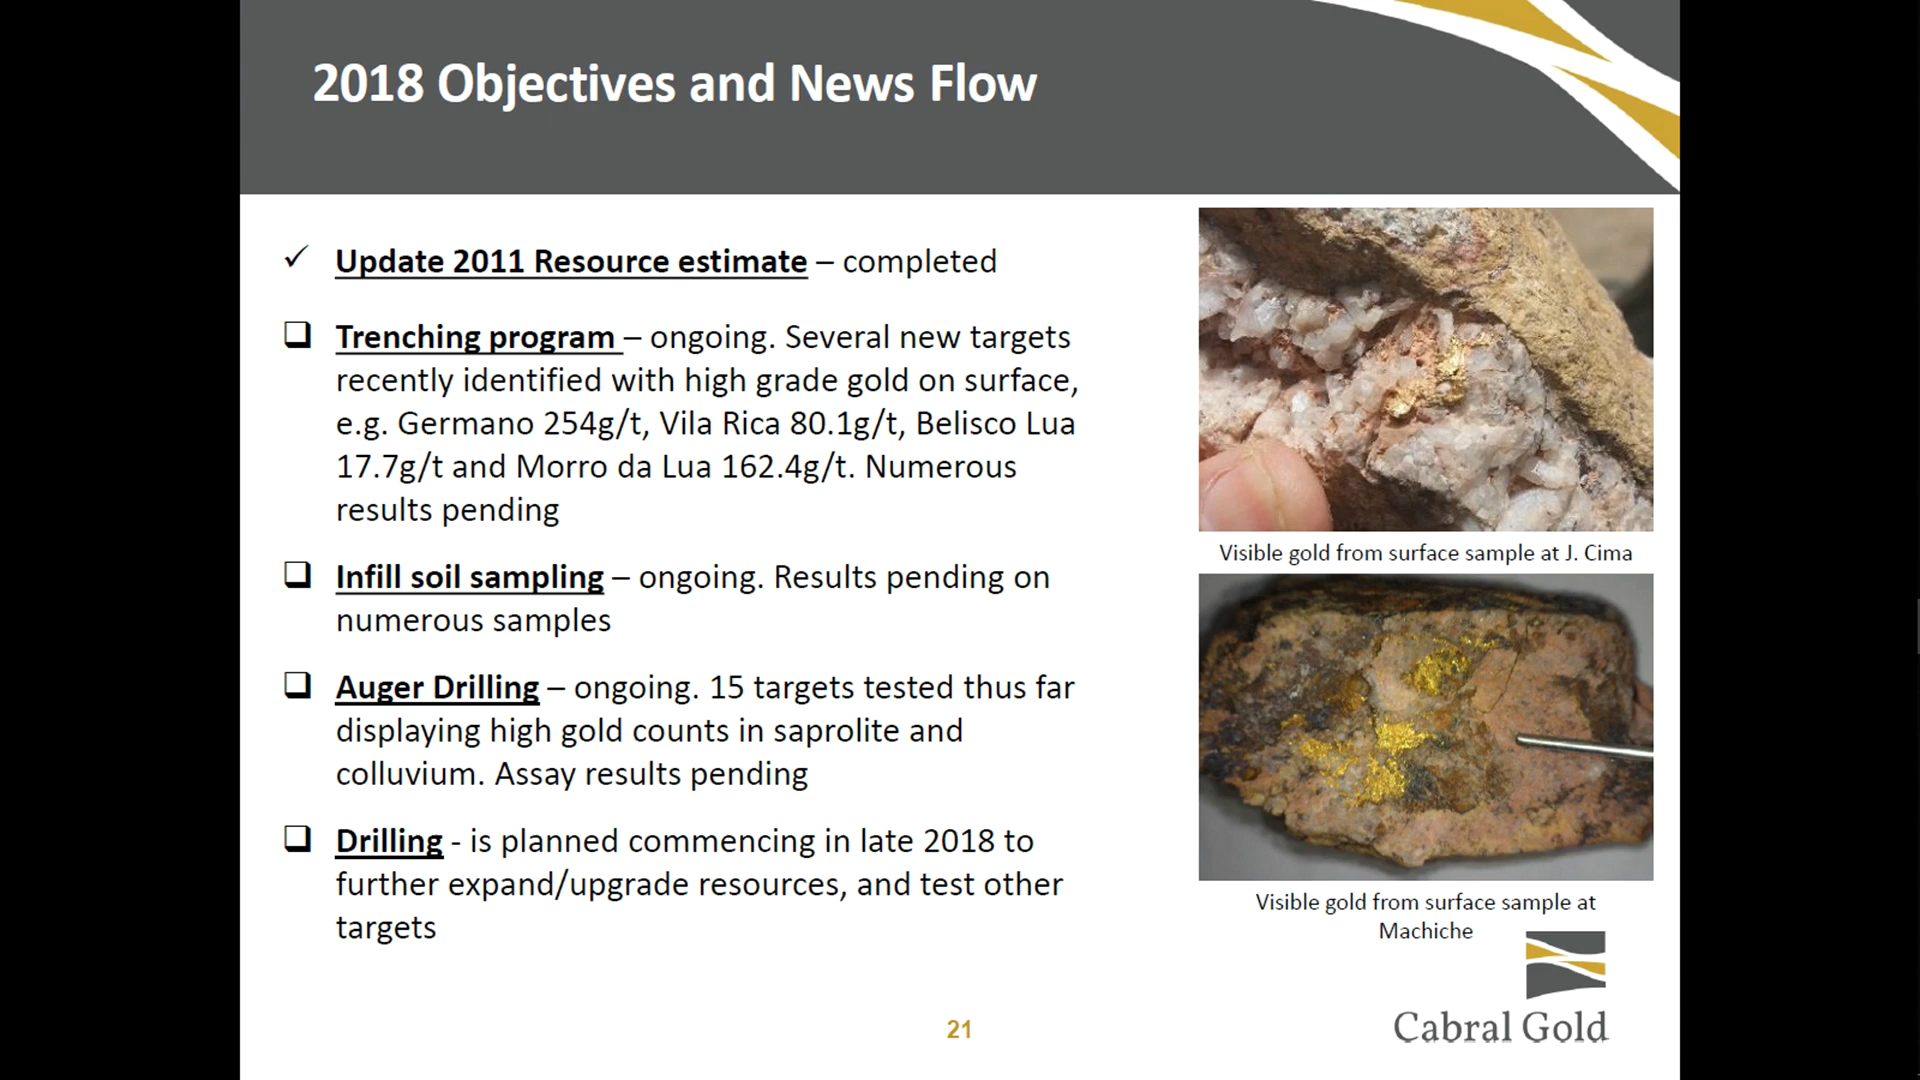 2018 Objectives and News Flow
✓ Update 2011 Resource estimate – completed
❑ Trenching program – ongoing. Several new targets
recently identified with high grade gold on surface,
e.g. Germano 254g/t, Vila Rica 80.1g/t, Belisco Lua
17.7g/t and Morro da Lua 162.4g/t. Numerous
results pending
❑ Infill soil sampling – ongoing. Results pending on
numerous samples
❑ Auger Drilling – ongoing. 15 targets tested thus far
displaying high gold counts in saprolite and
colluvium. Assay results pending
❑ Drilling - is planned commencing in late 2018 to
further expand/upgrade resources, and test other
targets
Visible gold from surface sample at J. Cima
Visible gold from surface sample at
Machiche
Cabral Gold
21